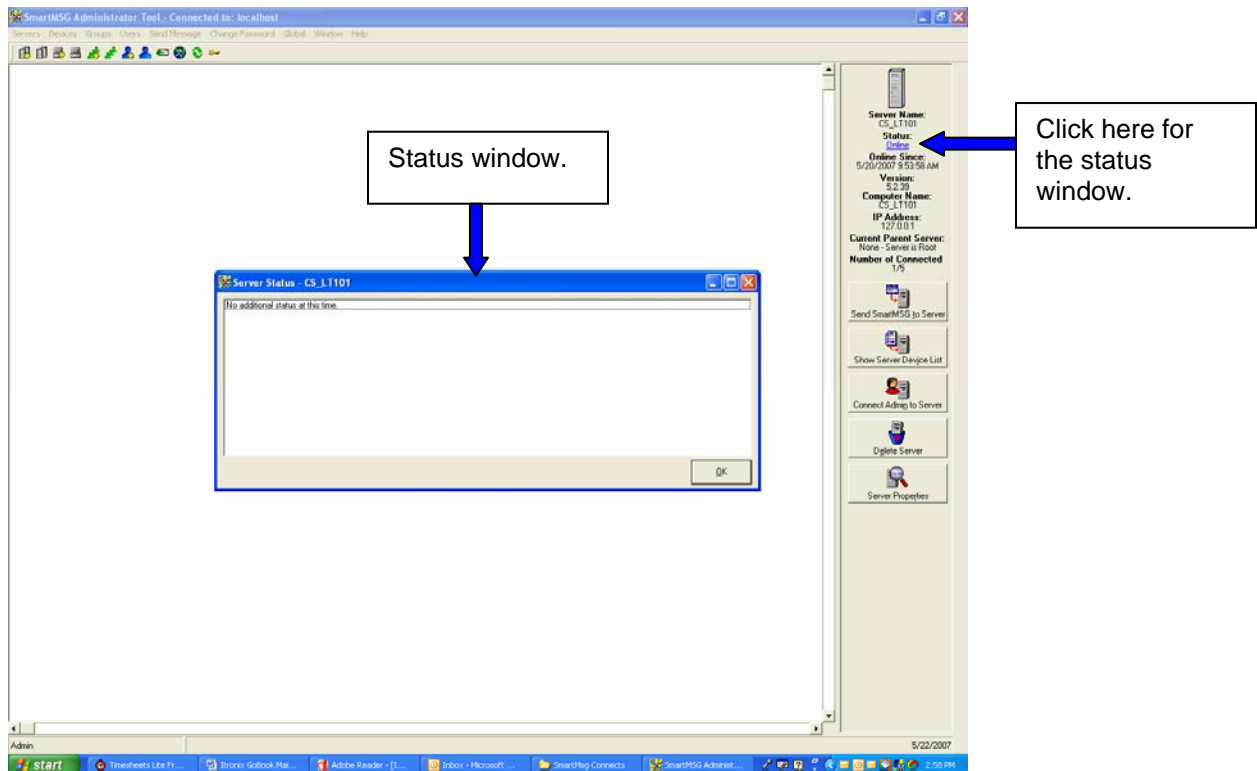 SmartMSG Administrator Tool - Connected to: localhost
Servers Devices Groups Users Send Message Change Password Global Window Help
Status window.
Click here for
the status
window.
Server Name:
CS_LT101
Status:
Online
Online Since:
5/20/2007 9:53:58 AM
Version:
5.2.39
Computer Name:
CS_LT101
IP Address:
127.0.0.1
Current Parent Server:
None - Server is Root
Number of Connected
1/5
Send SmartMSG to Server
Show Server Device List
Connect Admin to Server
Delete Server
Server Properties
Server Status - CS_LT101
No additional status at this time.
OK
Admin
5/22/2007
start
Timesheets Lite Fr...
Itronix GoBook Mai...
Adobe Reader - [I...
Inbox - Microsoft ...
SmartMsg Connects
SmartMSG Administ...
2:58 PM